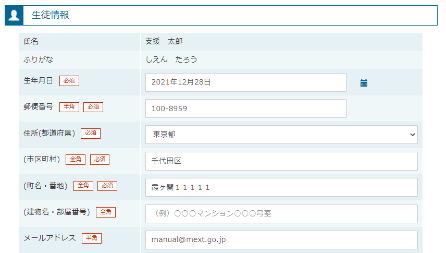 生徒情報
氏名 支援 太郎
ふりがな しえん たろう
生年月日 必須 2021年12月28日
郵便番号 半角 必須 100-8959
住所(都道府県) 必須 東京都
(市区町村) 全角 必須 千代田区
(町名・番地) 全角 必須 霞ヶ関１１１１１
(建物名・部屋番号) 全角 (例) ○○○マンション○○○号室
メールアドレス 半角 manual@mext.go.jp